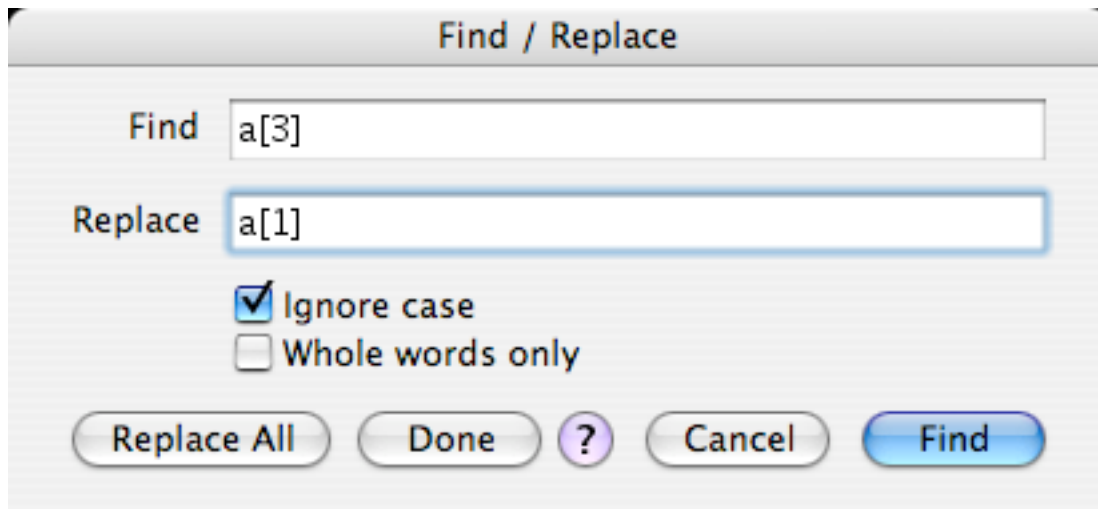 Find / Replace
Find a[3]
Replace a[1]
Ignore case
Whole words only
Replace All Done ? Cancel Find